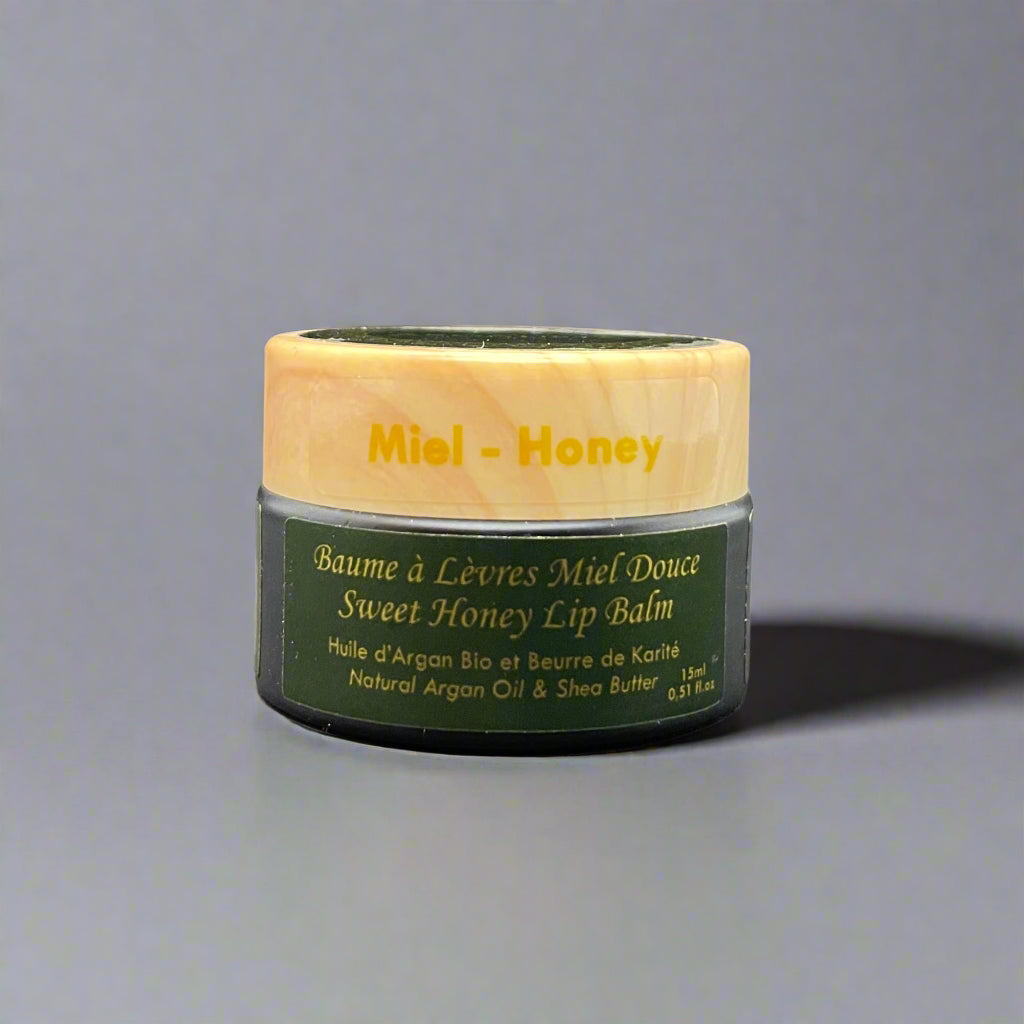 Miel - Honey
Baume à Lèvres Miel Douce
Sweet Honey Lip Balm
Huile d'Argan Bio et Beurre de Karité
Natural Argan Oil & Shea Butter
15ml
0,51 fl.oz